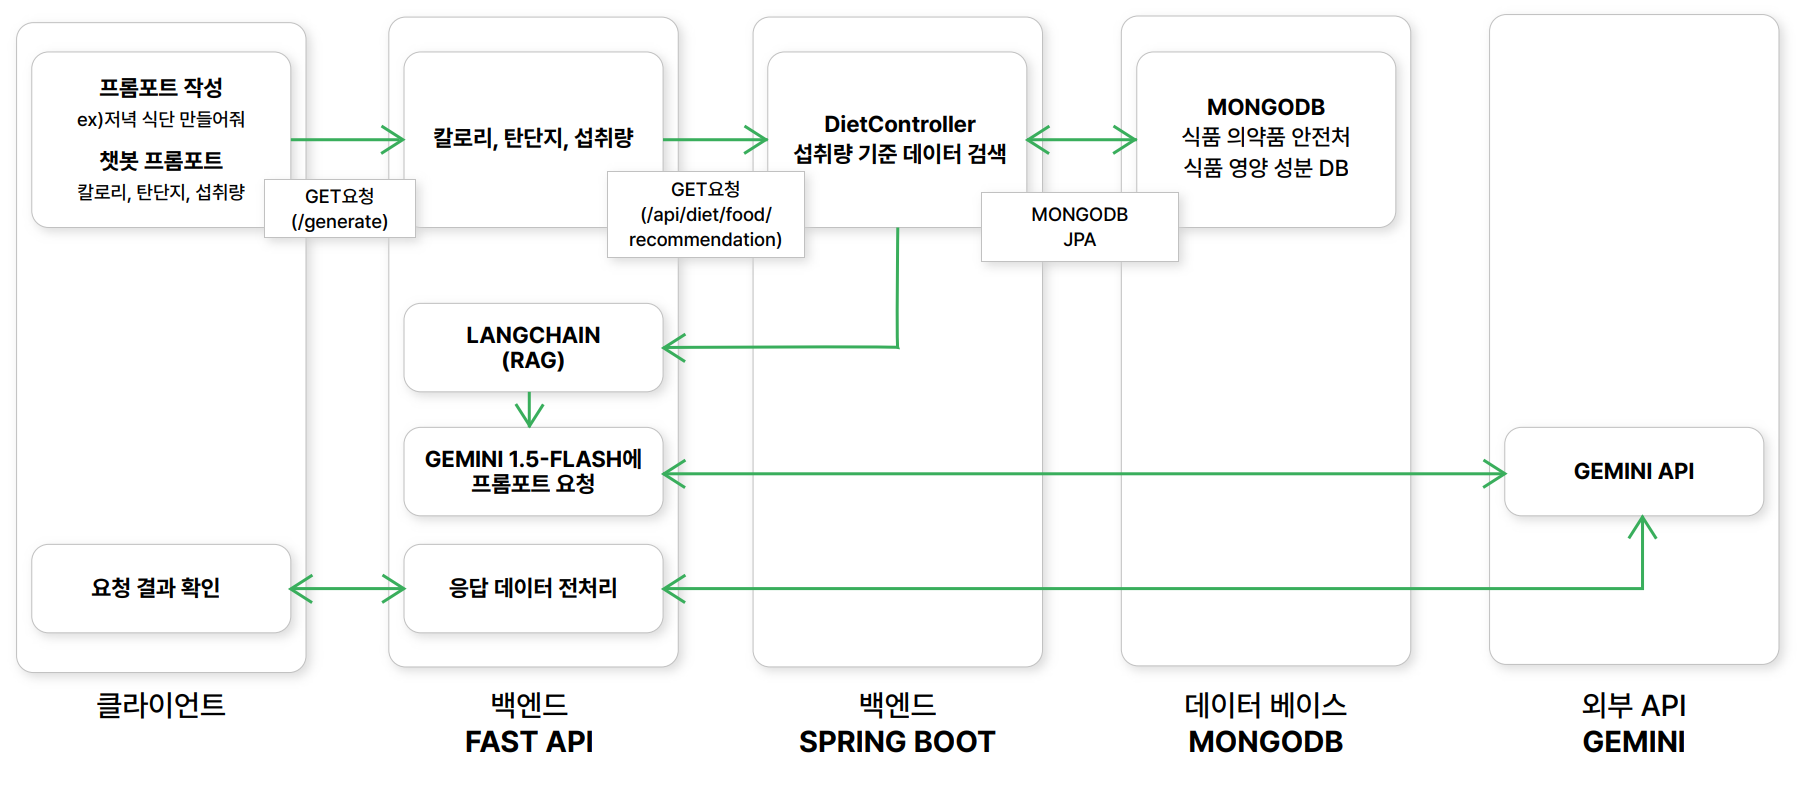 프롬포트 작성
ex)저녁 식단 만들어줘
챗봇 프롬포트
칼로리, 탄단지, 섭취량
GET요청
(/generate)
칼로리, 탄단지, 섭취량
GET요청
(/api/diet/food/
recommendation)
DietController
섭취량 기준 데이터 검색
MONGODB
JPA
MONGODB
식품 의약품 안전처
식품 영양 성분 DB
LANGCHAIN
(RAG)
GEMINI 1.5-FLASH에
프롬포트 요청
GEMINI API
요청 결과 확인
응답 데이터 전처리
클라이언트
백엔드
FAST API
백엔드
SPRING BOOT
데이터 베이스
MONGODB
외부 API
GEMINI